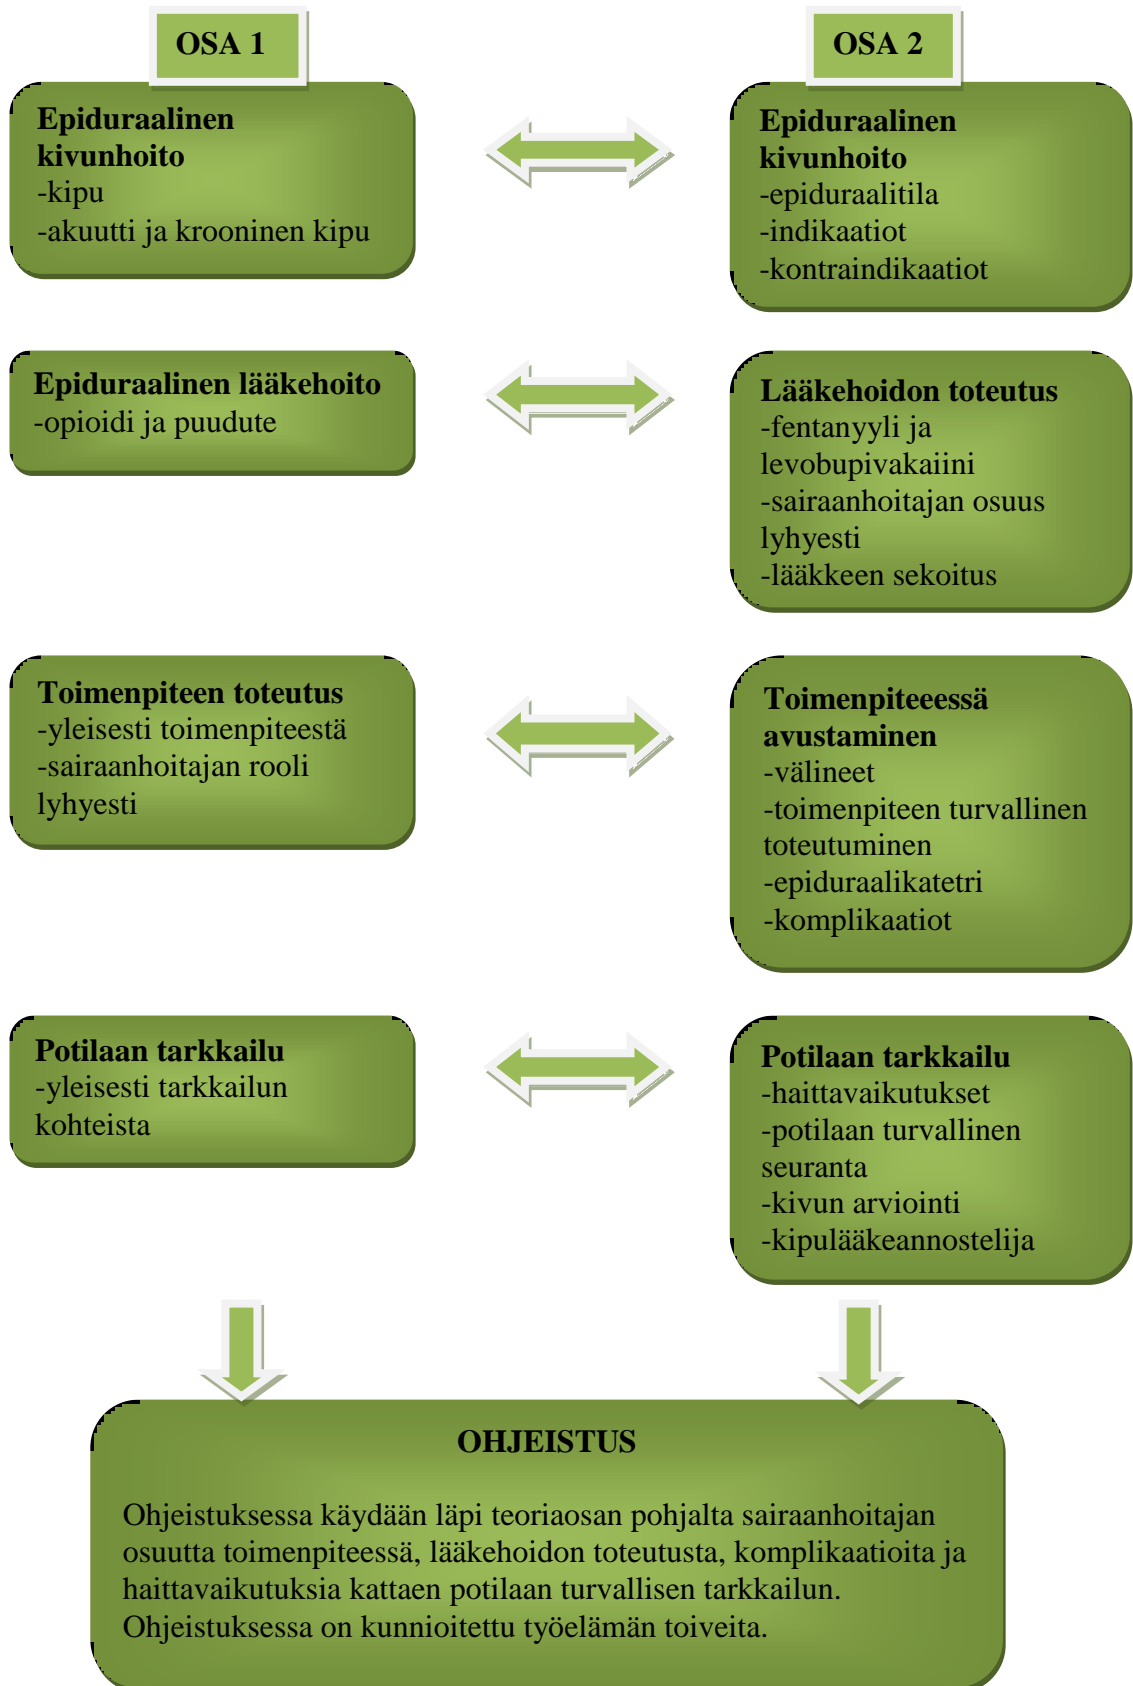 OSA 1
OSA 2
Epiduraalinen
kivunhoito
-kipu
-akuutti ja krooninen kipu
Epiduraalinen
kivunhoito
-epiduraalitila
-indikaatiot
-kontraindikaatiot
Epiduraalinen lääkehoito
-opioidi ja puudute
Lääkehoidon toteutus
-fentanyyli ja
levobupivakaiini
-sairaanhoitajan osuus
lyhyesti
-lääkkeen sekoitus
Toimenpiteen toteutus
-yleisesti toimenpiteestä
-sairaanhoitajan rooli
lyhyesti
Toimenpiteeessä
avustaminen
-välineet
-toimenpiteen turvallinen
toteutuminen
-epiduraalikatetri
-komplikaatiot
Potilaan tarkkailu
-yleisesti tarkkailun
kohteista
Potilaan tarkkailu
-haittavaikutukset
-potilaan turvallinen
seuranta
-kivun arviointi
-kipulääkeannostelija
OHJEISTUS
Ohjeistuksessa käydään läpi teoriaosan pohjalta sairaanhoitajan
osuutta toimenpiteessä, lääkehoidon toteutusta, komplikaatioita ja
haittavaikutuksia kattaen potilaan turvallisen tarkkailun.
Ohjeistuksessa on kunnioitettu työelämän toiveita.